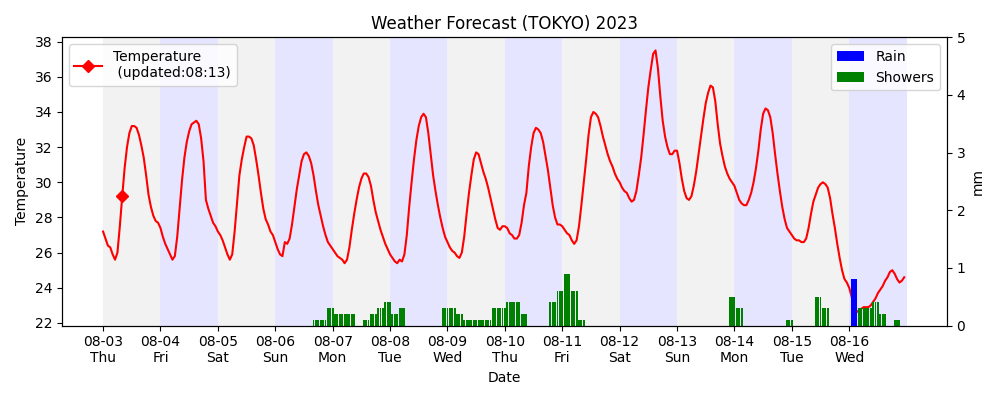 Weather Forecast (TOKYO) 2023
Temperature
(updated:08:13)
Rain
Showers
38
36
34
32
30
28
26
24
22
Temperature
5
4
3
2
1
0
mm
08-03 08-04 08-05 08-06 08-07 08-08 08-09 08-10 08-11 08-12 08-13 08-14 08-15 08-16
Thu Fri Sat Sun Mon Tue Wed Thu Fri Sat Sun Mon Tue Wed
Date